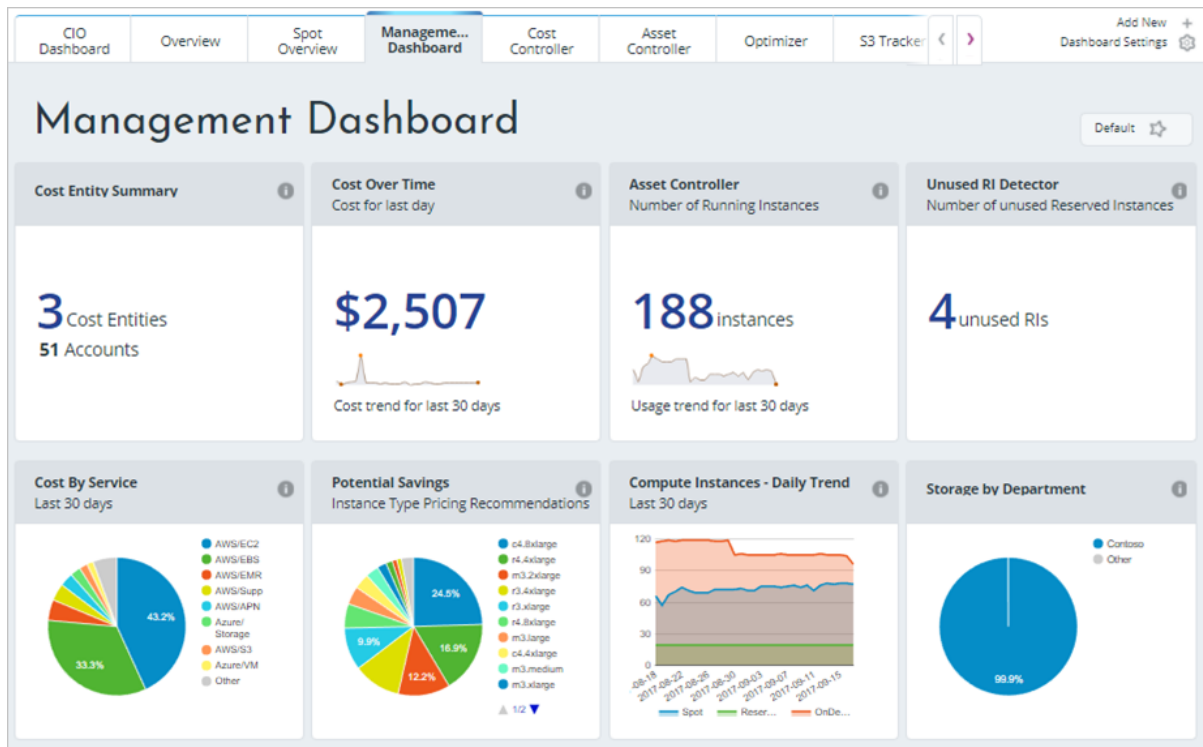 CIO
Dashboard
Overview
Spot
Overview
Manageme...
Dashboard
Cost
Controller
Asset
Controller
Optimizer
S3 Tracker
Add New
Dashboard Settings
Management Dashboard
Default
Cost Entity Summary
3 Cost Entities
51 Accounts
Cost Over Time
Cost for last day
$2,507
Cost trend for last 30 days
Asset Controller
Number of Running Instances
188 instances
Usage trend for last 30 days
Unused RI Detector
Number of unused Reserved Instances
4 unused RIs
Cost By Service
Last 30 days
43.2%
33.3%
AWS/EC2
AWS/EBS
AWS/EMR
AWS/Supp
AWS/APN
Azure/
Storage
AWS/S3
Azure/VM
Other
Potential Savings
Instance Type Pricing Recommendations
24.5%
16.9%
12.2%
9.9%
c4.8xlarge
r4.4xlarge
m3.2xlarge
r3.4xlarge
r3.xlarge
r4.8xlarge
m3.large
c4.4xlarge
m3.medium
m3.xlarge
1/2
Compute Instances - Daily Trend
Last 30 days
120
90
60
30
0
-08-18
2017-08-22
2017-08-26
2017-08-30
2017-09-03
2017-09-07
2017-09-11
2017-09-15
Spot
Reser...
OnDe...
Storage by Department
99.9%
Contoso
Other